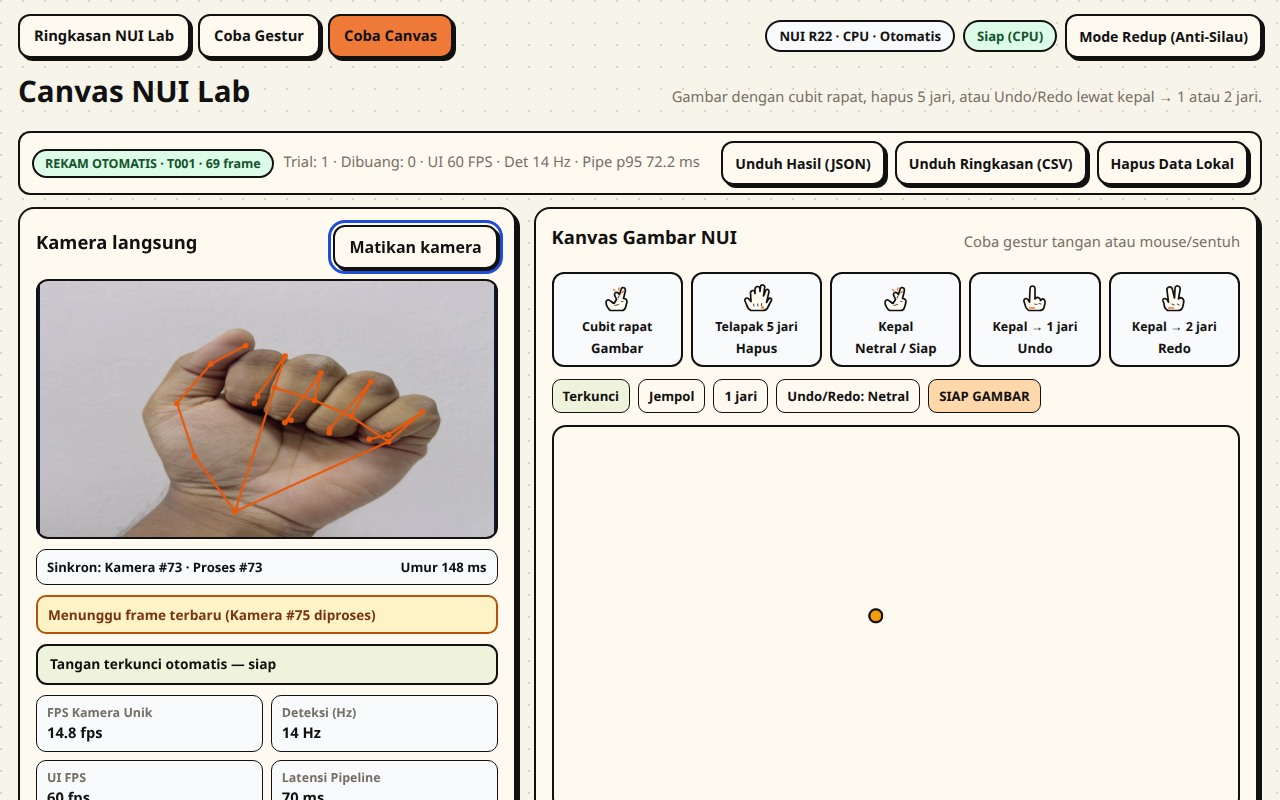 Ringkasan NUI Lab
Coba Gestur
Coba Canvas
NUI R22 · CPU · Otomatis
Siap (CPU)
Mode Redup (Anti-Silau)
Canvas NUI Lab
Gambar dengan cubit rapat, hapus 5 jari, atau Undo/Redo lewat kepal → 1 atau 2 jari.
REKAM OTOMATIS · T001 · 69 frame
Trial: 1 · Dibuang: 0 · UI 60 FPS · Det 14 Hz · Pipe p95 72.2 ms
Unduh Hasil (JSON)
Unduh Ringkasan (CSV)
Hapus Data Lokal
Kamera langsung
Matikan kamera
Sinkron: Kamera #73 · Proses #73
Umur 148 ms
Menunggu frame terbaru (Kamera #75 diproses)
Tangan terkunci otomatis — siap
FPS Kamera Unik
14.8 fps
Deteksi (Hz)
14 Hz
UI FPS
60 fps
Latensi Pipeline
70 ms
Kanvas Gambar NUI
Coba gestur tangan atau mouse/sentuh
Cubit rapat
Gambar
Telapak 5 jari
Hapus
Kepal
Netral / Siap
Kepal → 1 jari
Undo
Kepal → 2 jari
Redo
Terkunci
Jempol
1 jari
Undo/Redo: Netral
SIAP GAMBAR